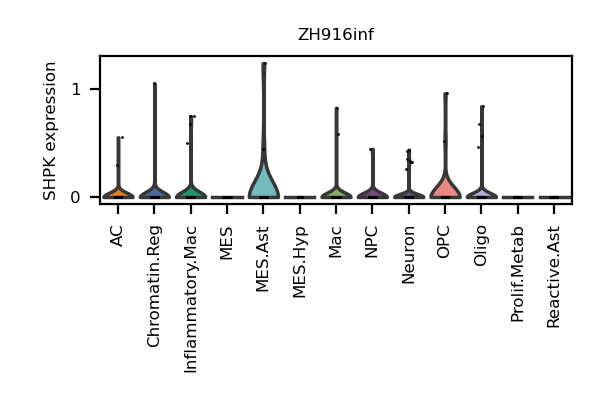 ZH916inf
SHPK expression
1
0
AC
Chromatin.Reg
Inflammatory.Mac
MES
MES.Ast
MES.Hyp
Mac
NPC
Neuron
OPC
Oligo
Prolif.Metab
Reactive.Ast